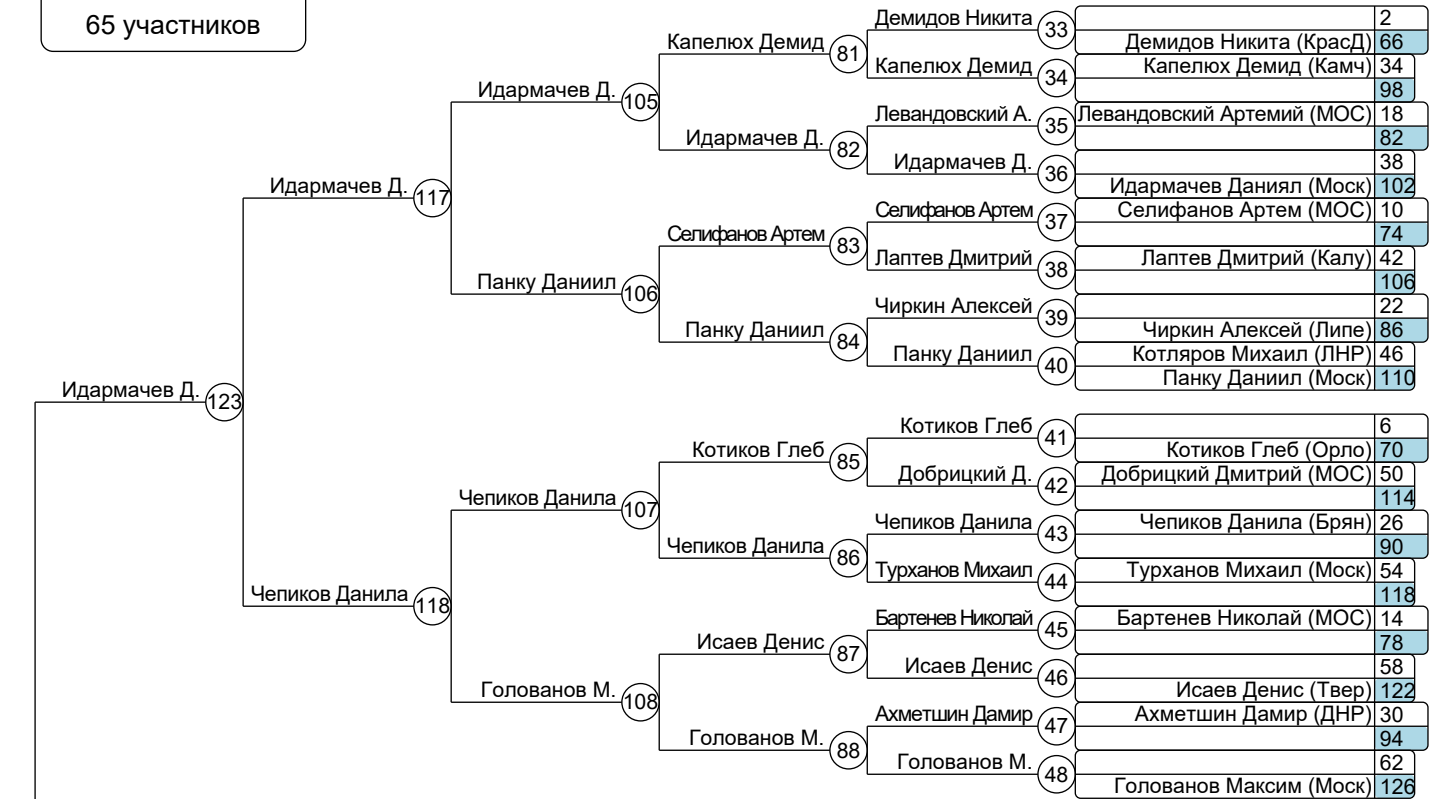 65 участников
Демидов Никита 33 2
Капелюх Демид 81 Демидов Никита (КрасД) 66
Капелюх Демид 34 Капелюх Демид (Камч) 34
Идармачев Д. 105 98
Левандовский А. 35 Левандовский Артемий (МОС) 18
Идармачев Д. 82 82
Идармачев Д. 36 38
Идармачев Д. 117 Идармачев Даниял (Моск) 102
Селифанов Артем 37 Селифанов Артем (МОС) 10
Селифанов Артем 83 74
Лаптев Дмитрий 38 Лаптев Дмитрий (Калу) 42
Панку Даниил 106 106
Чиркин Алексей 39 22
Панку Даниил 84 Чиркин Алексей (Липе) 86
Панку Даниил 40 Котляров Михаил (ЛНР) 46
Панку Даниил (Моск) 110
Идармачев Д. 123
Котиков Глеб 41 6
Котиков Глеб 85 Котиков Глеб (Орло) 70
Добрицкий Д. 42 Добрицкий Дмитрий (МОС) 50
Чепиков Данила 107 114
Чепиков Данила 43 Чепиков Данила (Брян) 26
Чепиков Данила 86 90
Турханов Михаил 44 Турханов Михаил (Моск) 54
Чепиков Данила 118 118
Бартенев Николай 45 Бартенев Николай (МОС) 14
Исаев Денис 87 78
Исаев Денис 46 58
Голованов М. 108 Исаев Денис (Твер) 122
Ахметшин Дамир 47 Ахметшин Дамир (ДНР) 30
Голованов М. 88 94
Голованов М. 48 62
Голованов Максим (Моск) 126